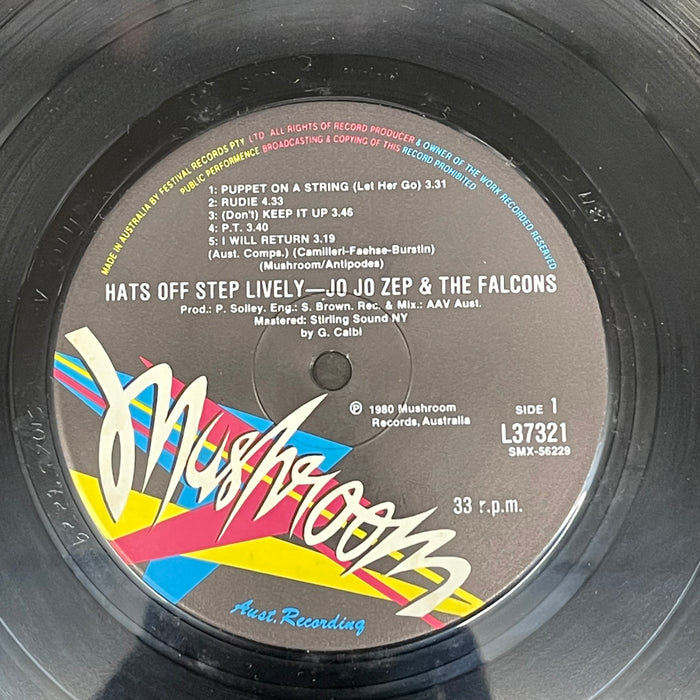 MADE IN AUSTRALIA BY FESTIVAL RECORDS PTY LTD. ALL RIGHTS OF RECORD PRODUCER & OWNER OF THE WORK RECORDED RESERVED
PUBLIC PERFORMENCE BROADCASTING & COPYING OF THIS RECORD PROHIBITED
1: PUPPET ON A STRING (Let Her Go) 3.31
2: RUDIE 4.33
3: (Don't) KEEP IT UP 3.46
4: P.T. 3.40
5: I WILL RETURN 3.19
(Aust. Comps.) (Camilleri-Faehse-Burstin)
(Mushroom/Antipodes)
HATS OFF STEP LIVELY—JO JO ZEP & THE FALCONS
Prod.: P. Solley. Eng.: S. Brown. Rec. & Mix.: AAV Aust.
Mastered: Stirling Sound NY
by G. Calbi
℗ 1980 Mushroom
Records, Australia
SIDE 1
L37321
SMX-56229
33 r.p.m.
Mushroom
Aust. Recording